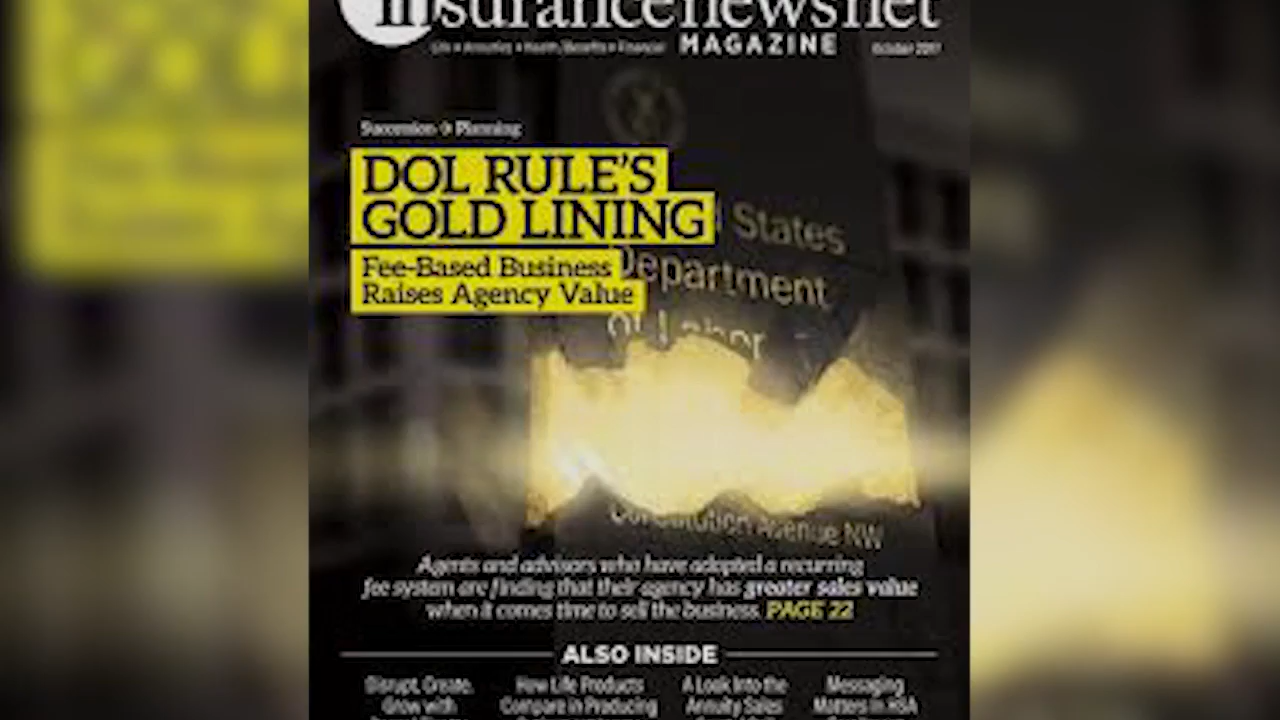 insurancenewsnet
MAGAZINE
October 2017
Life • Annuities • Health/Benefits • Financial
Succession → Planning
DOL RULE'S
GOLD LINING
Fee-Based Business
Raises Agency Value
States
Department
Of Labor
Constitution Avenue NW
Agents and advisors who have adopted a recurring
fee system are finding that their agency has greater sales value
when it comes time to sell the business. PAGE 22
ALSO INSIDE
Disrupt, Create,
Grow with
How Life Products
Compare in Producing
A Look Into the
Annuity Sales
Messaging
Matters in HSA